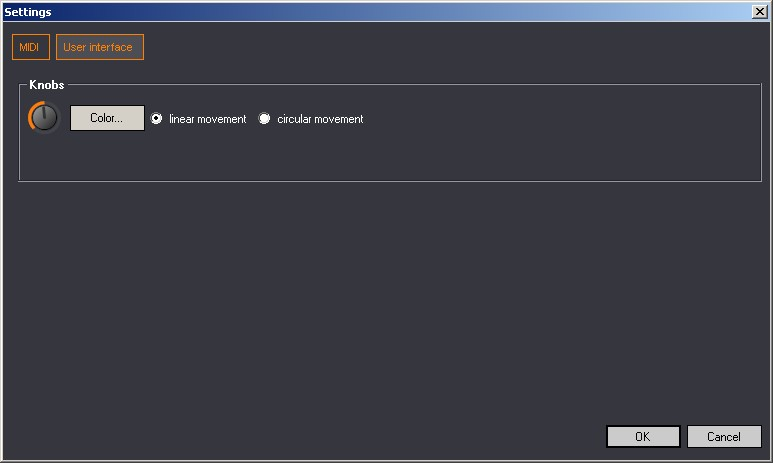 Settings
MIDI
User interface
Knobs
Color...
linear movement
circular movement
OK
Cancel